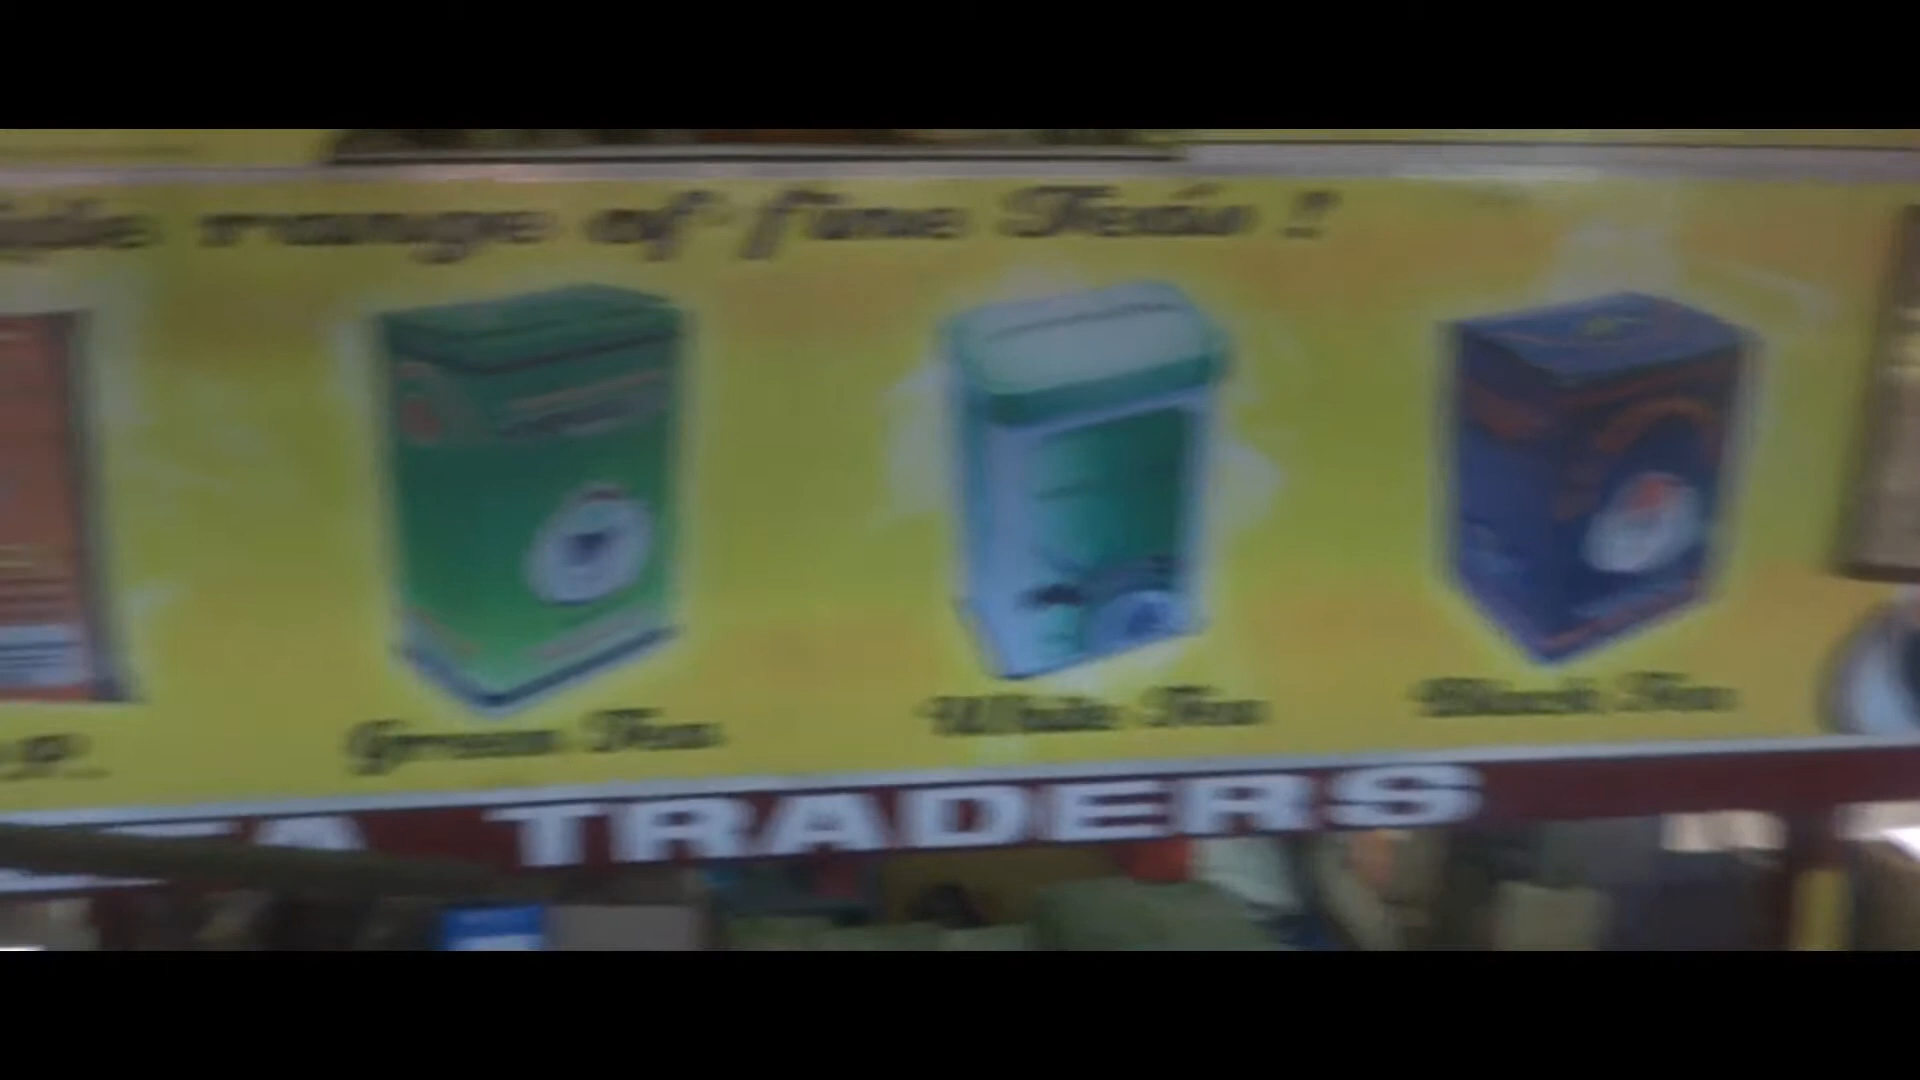 range of fine Teas !!
Green Tea
White Tea
Black Tea
TRADERS